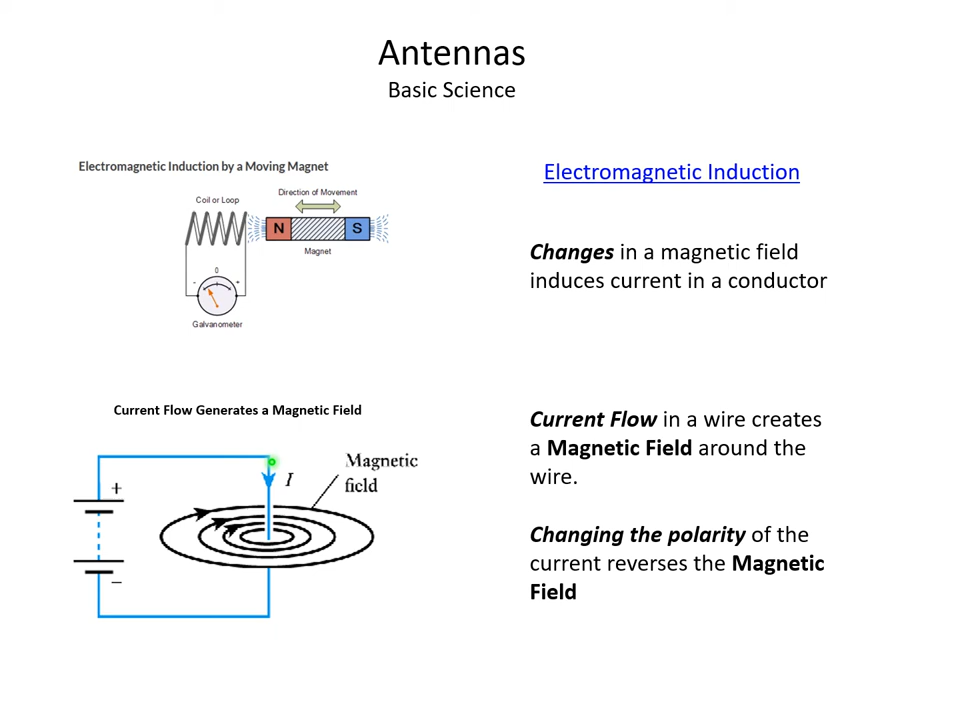 Antennas
Basic Science
Electromagnetic Induction by a Moving Magnet
Direction of Movement
Coil or Loop
N
S
Magnet
0
-
+
Galvanometer
Electromagnetic Induction
Changes in a magnetic field
induces current in a conductor
Current Flow Generates a Magnetic Field
Magnetic
field
I
+
−
Current Flow in a wire creates
a Magnetic Field around the
wire.
Changing the polarity of the
current reverses the Magnetic
Field